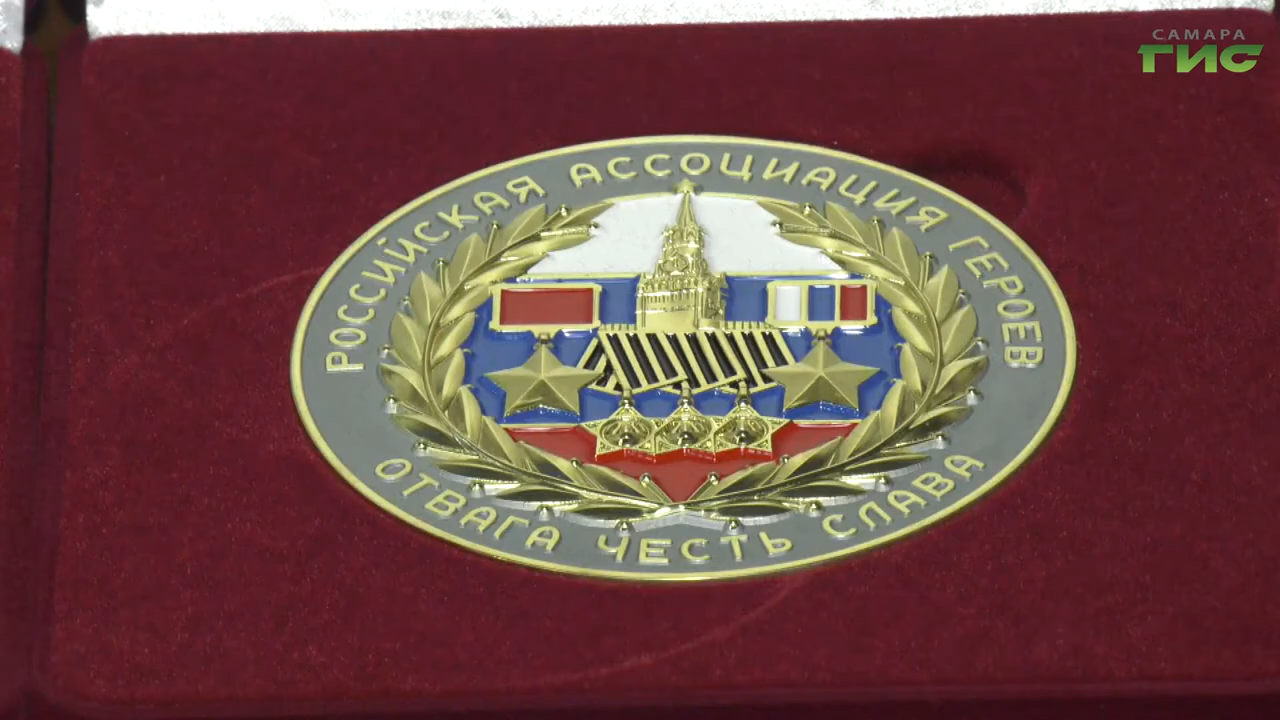 САМАРА
ГИС
РОССИЙСКАЯ АССОЦИАЦИЯ ГЕРОЕВ
ОТВАГА ЧЕСТЬ СЛАВА